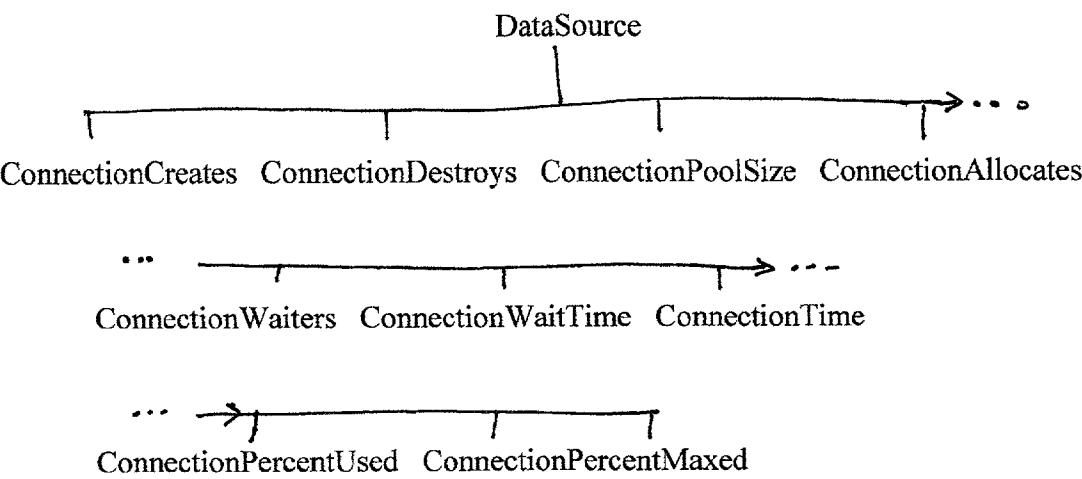 DataSource
ConnectionCreates ConnectionDestroys ConnectionPoolSize ConnectionAllocates
ConnectionWaiters ConnectionWaitTime ConnectionTime
ConnectionPercentUsed ConnectionPercentMaxed